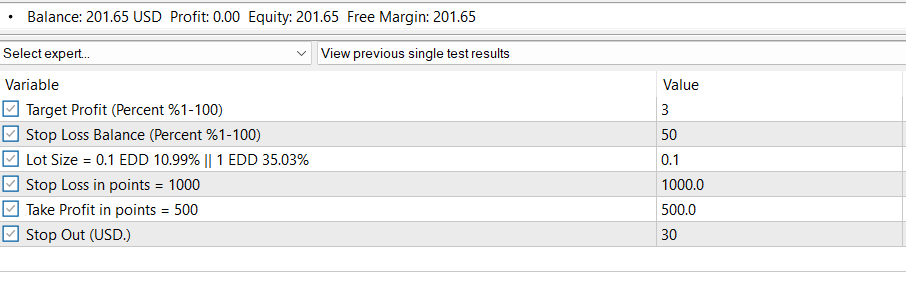 • Balance: 201.65 USD Profit: 0.00 Equity: 201.65 Free Margin: 201.65
Select expert... View previous single test results
Variable Value
Target Profit (Percent %1-100) 3
Stop Loss Balance (Percent %1-100) 50
Lot Size = 0.1 EDD 10.99% || 1 EDD 35.03% 0.1
Stop Loss in points = 1000 1000.0
Take Profit in points = 500 500.0
Stop Out (USD.) 30